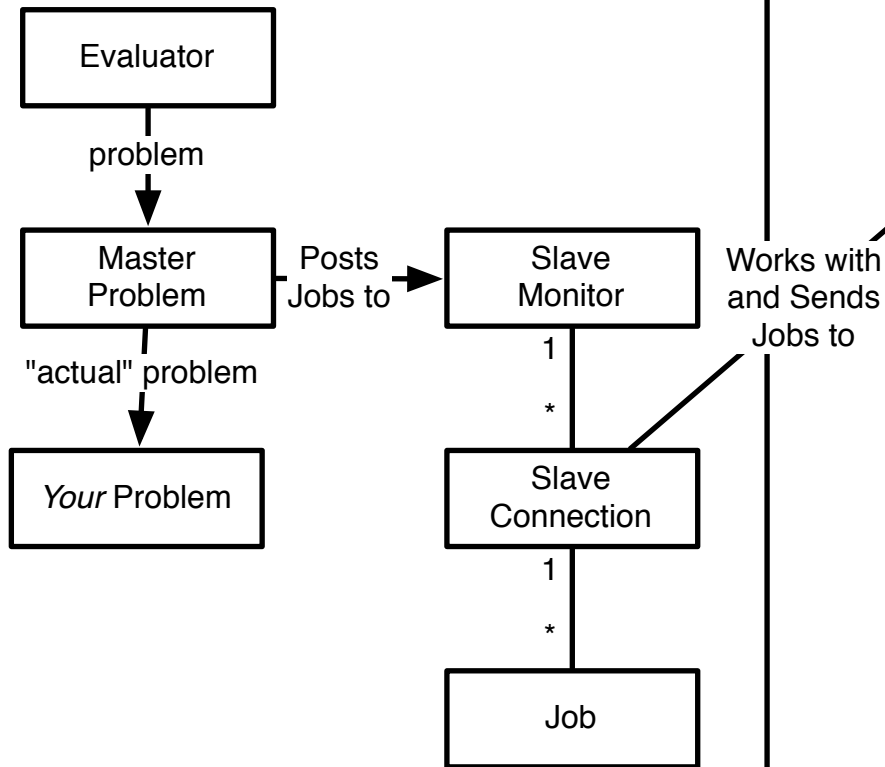 Evaluator
problem
Master
Problem
Posts
Jobs to
Slave
Monitor
Works with
and Sends
Jobs to
"actual" problem
1
*
Your Problem
Slave
Connection
1
*
Job